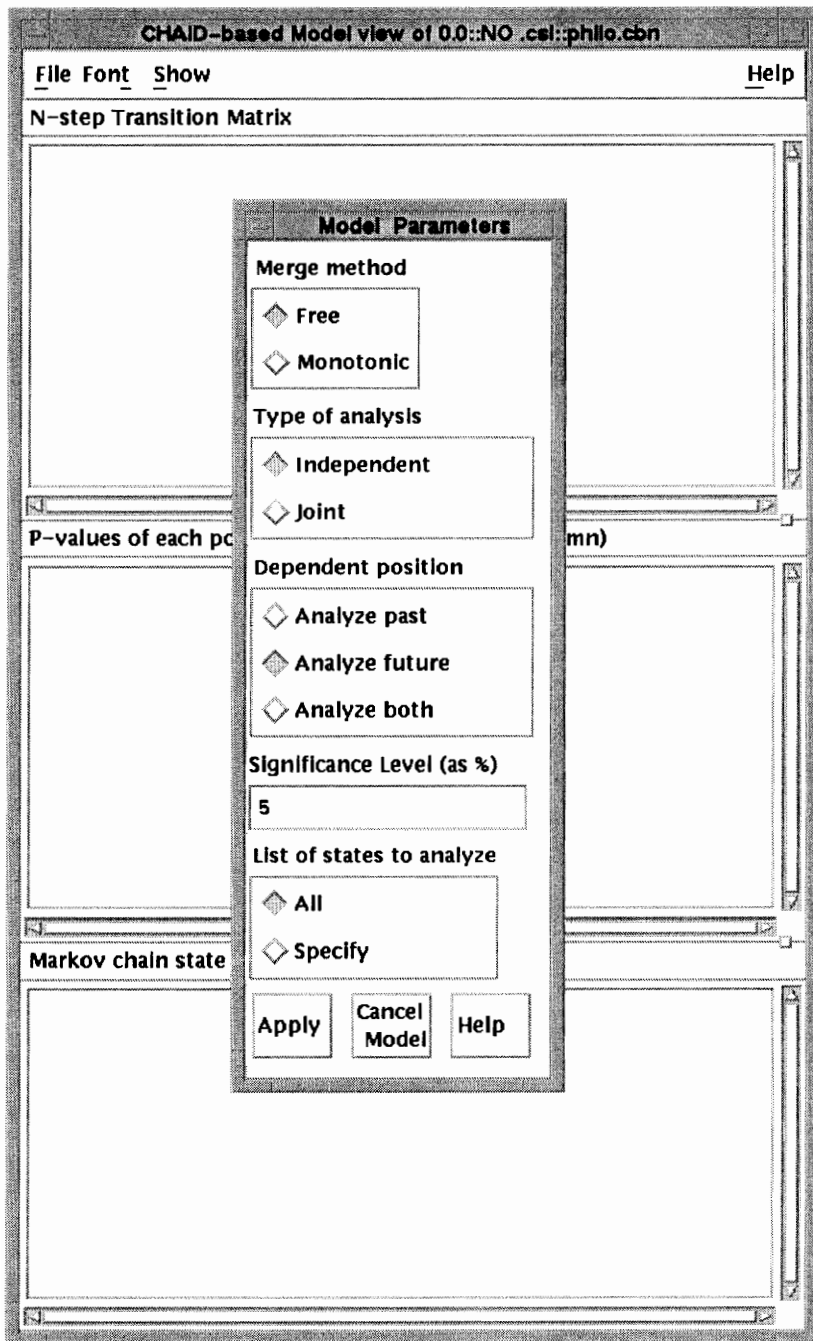 CHAID-based Model view of 0.0::NO .csl::philo.cbn
File Font Show Help
N-step Transition Matrix
Model Parameters
Merge method
Free
Monotonic
Type of analysis
Independent
Joint
P-values of each po mn)
Dependent position
Analyze past
Analyze future
Analyze both
Significance Level (as %)
5
List of states to analyze
All
Specify
Markov chain state
Apply Cancel Model Help